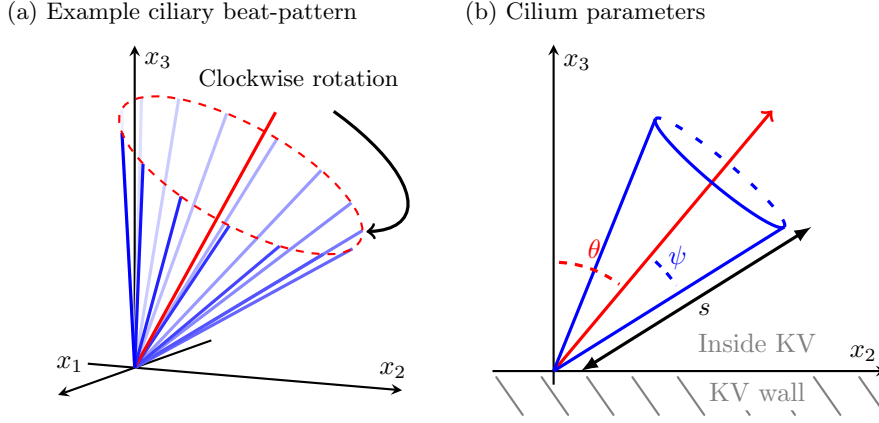 (a) Example ciliary beat-pattern
x₃
Clockwise rotation
x₁
x₂
(b) Cilium parameters
x₃
θ
ψ
s
Inside KV
x₂
KV wall